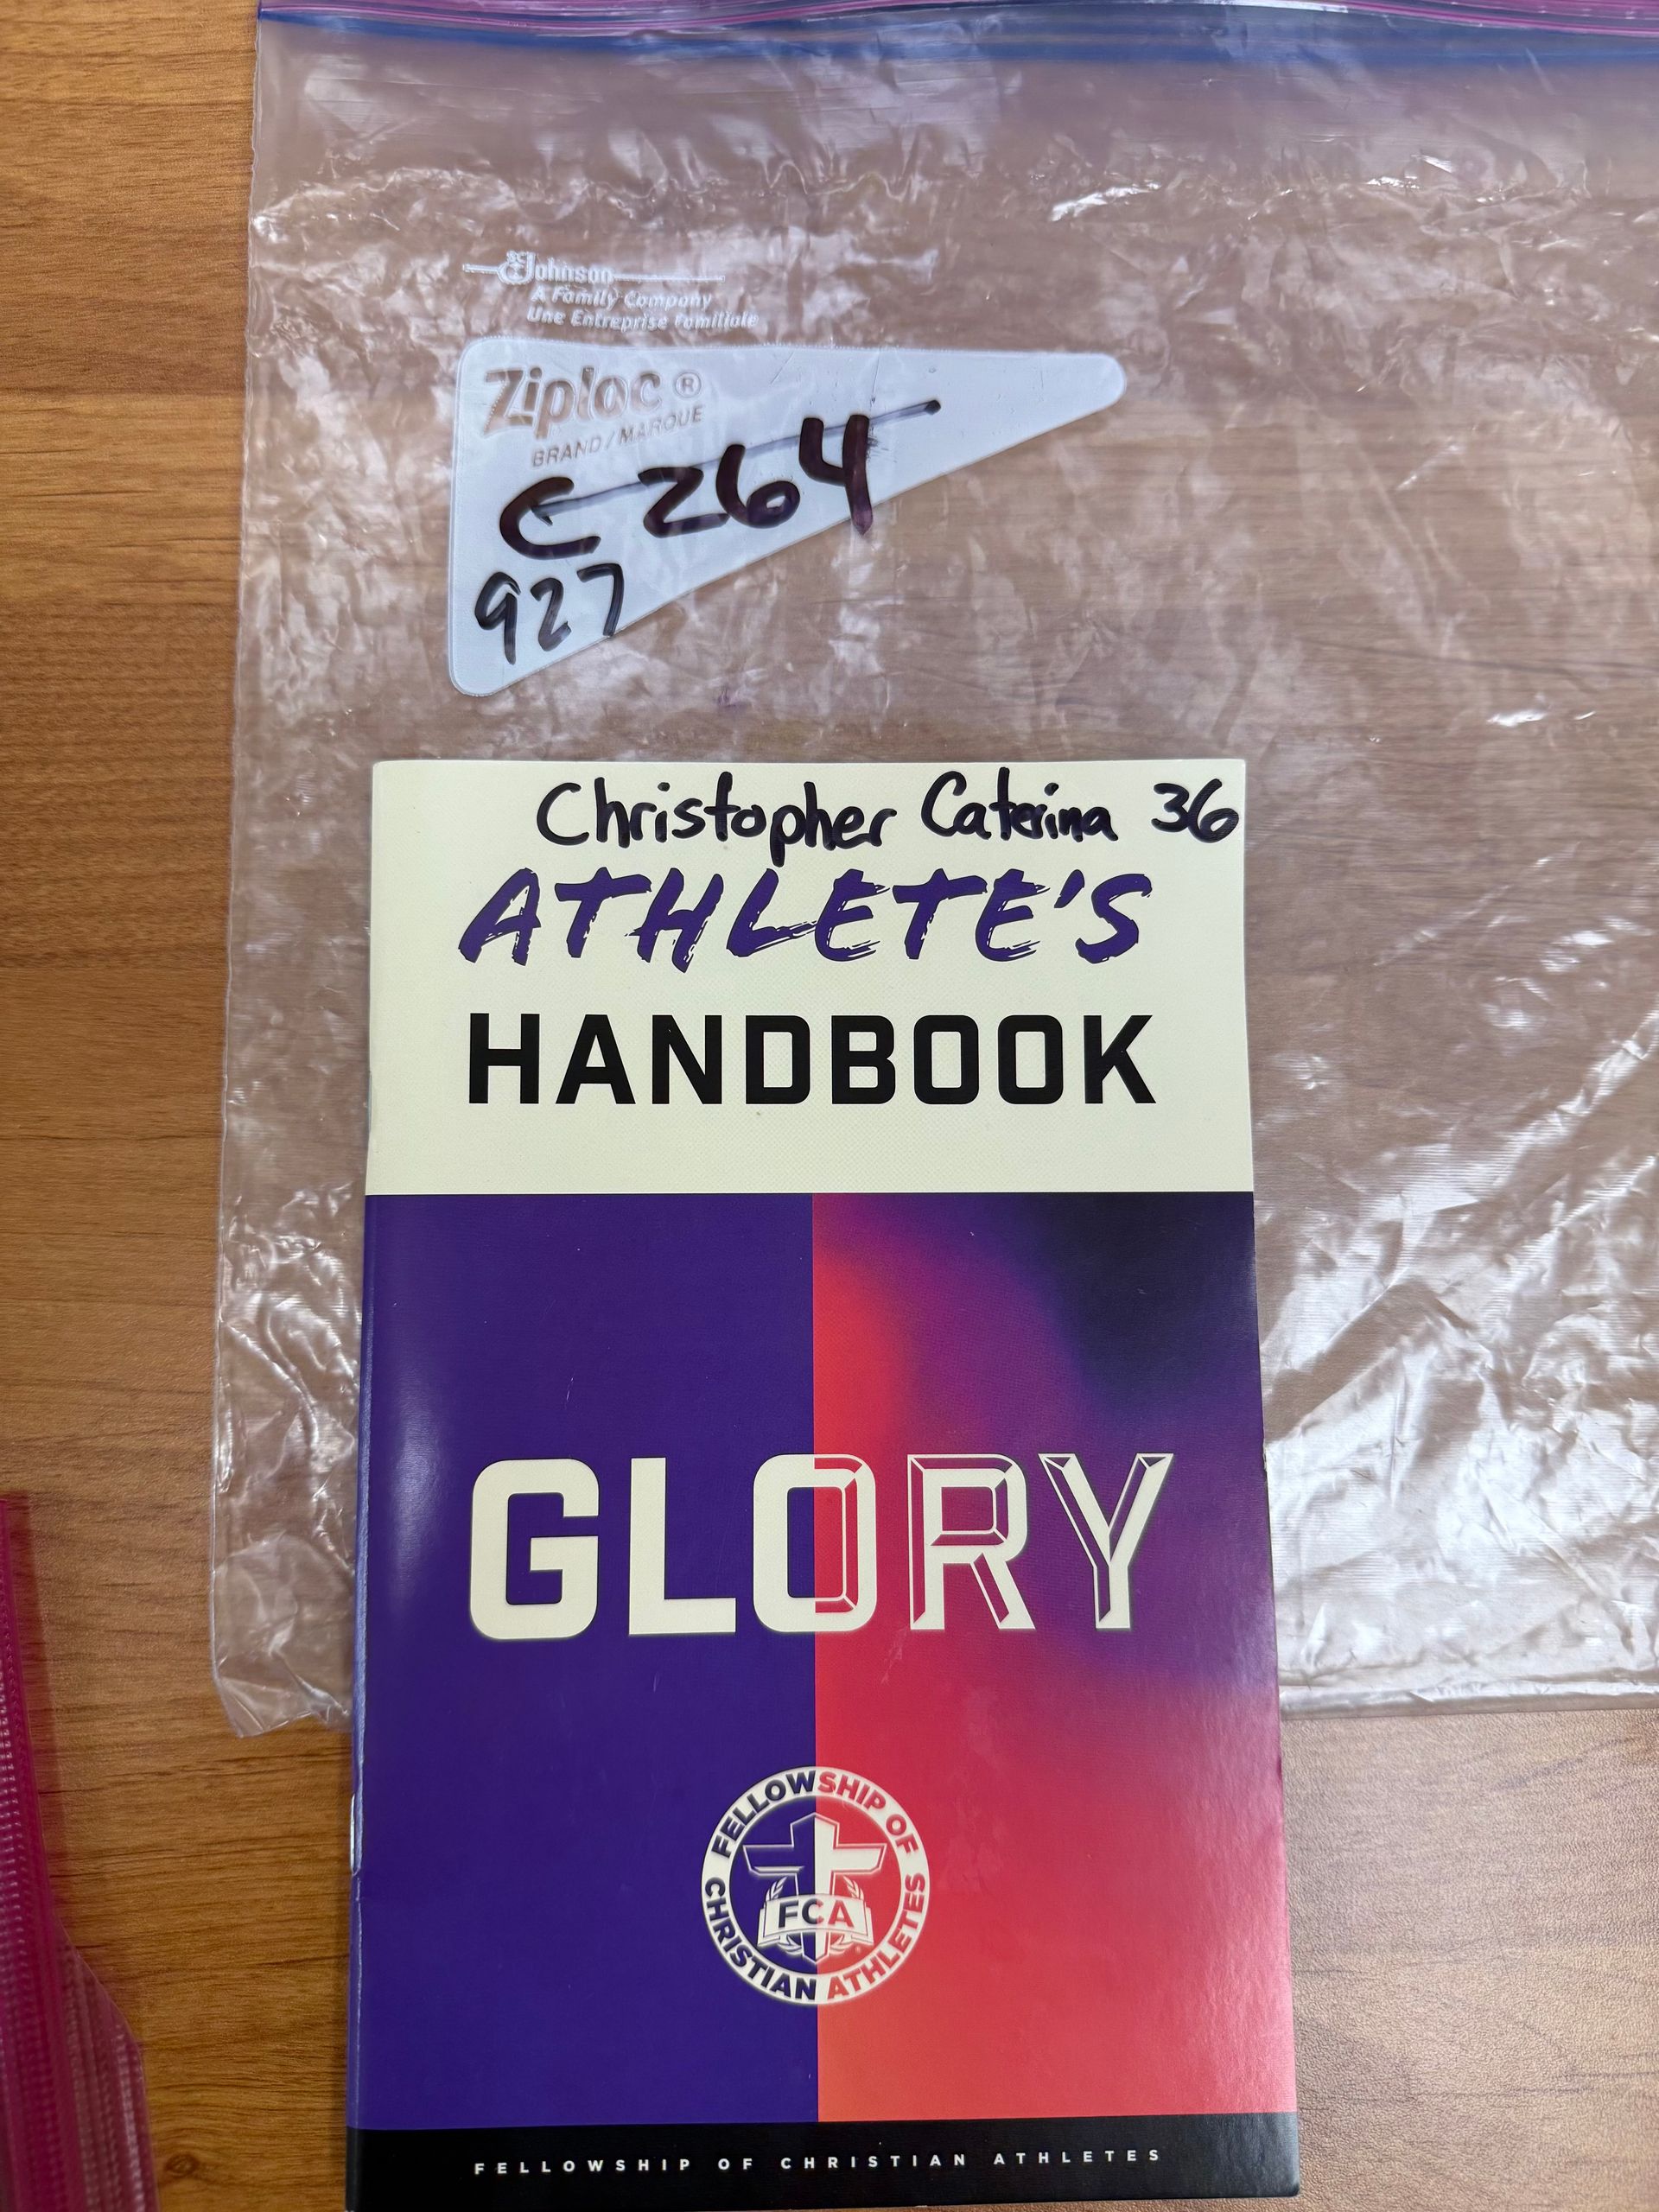 SC Johnson
A Family Company
Une Entreprise Familiale
Ziploc®
BRAND/MARQUE
C 264
927
Christopher Caterina 36
ATHLETE'S
HANDBOOK
GLORY
FELLOWSHIP OF CHRISTIAN ATHLETES
FCA
FELLOWSHIP OF CHRISTIAN ATHLETES